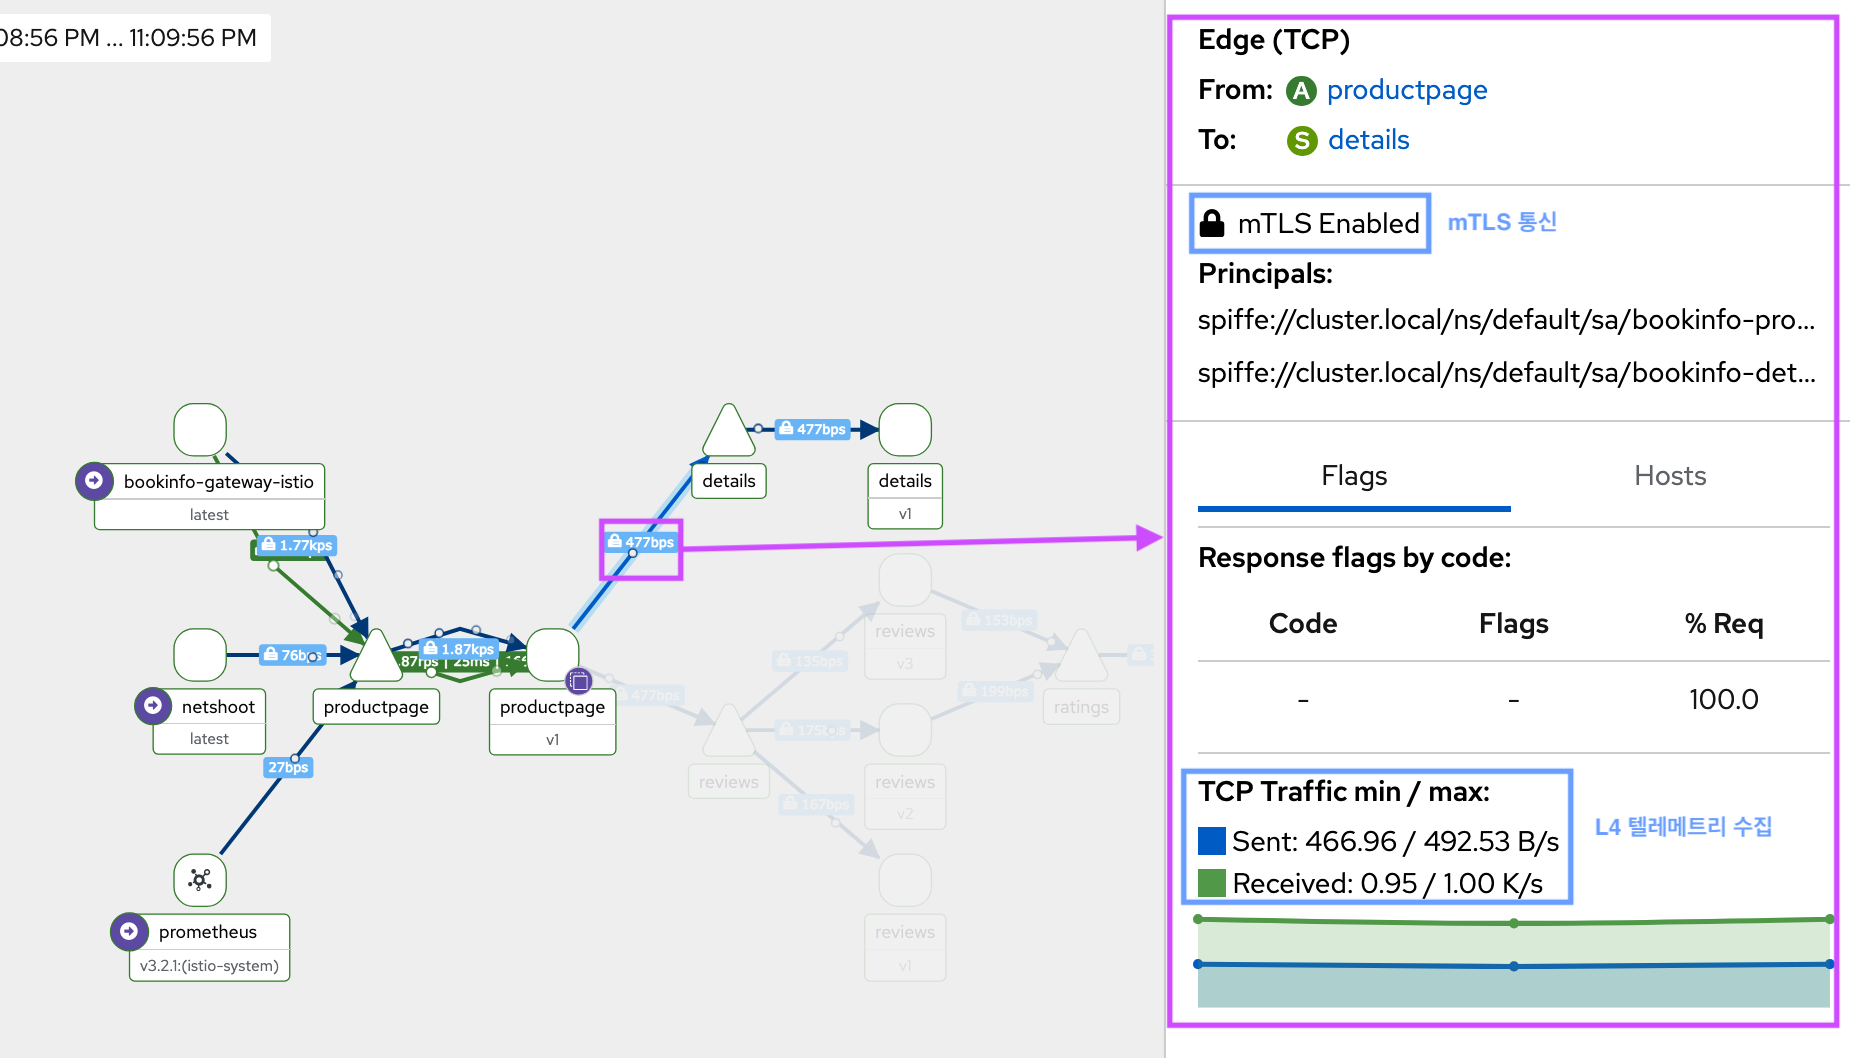 08:56 PM ... 11:09:56 PM
bookinfo-gateway-istio
latest
1.77kps
netshoot
latest
76bps
productpage
87rps | 25ms |
1.87kps
productpage
v1
27bps
prometheus
v3.2.1:(istio-system)
477bps
details
477bps
details
v1
477bps
reviews
135bps
reviews
v3
153bps
175bps
reviews
v2
199bps
ratings
167bps
reviews
v1
Edge (TCP)
From: A productpage
To: S details
mTLS Enabled
mTLS 통신
Principals:
spiffe://cluster.local/ns/default/sa/bookinfo-pro...
spiffe://cluster.local/ns/default/sa/bookinfo-det...
Flags Hosts
Response flags by code:
Code Flags % Req
- - 100.0
TCP Traffic min / max:
Sent: 466.96 / 492.53 B/s
Received: 0.95 / 1.00 K/s
L4 텔레메트리 수집